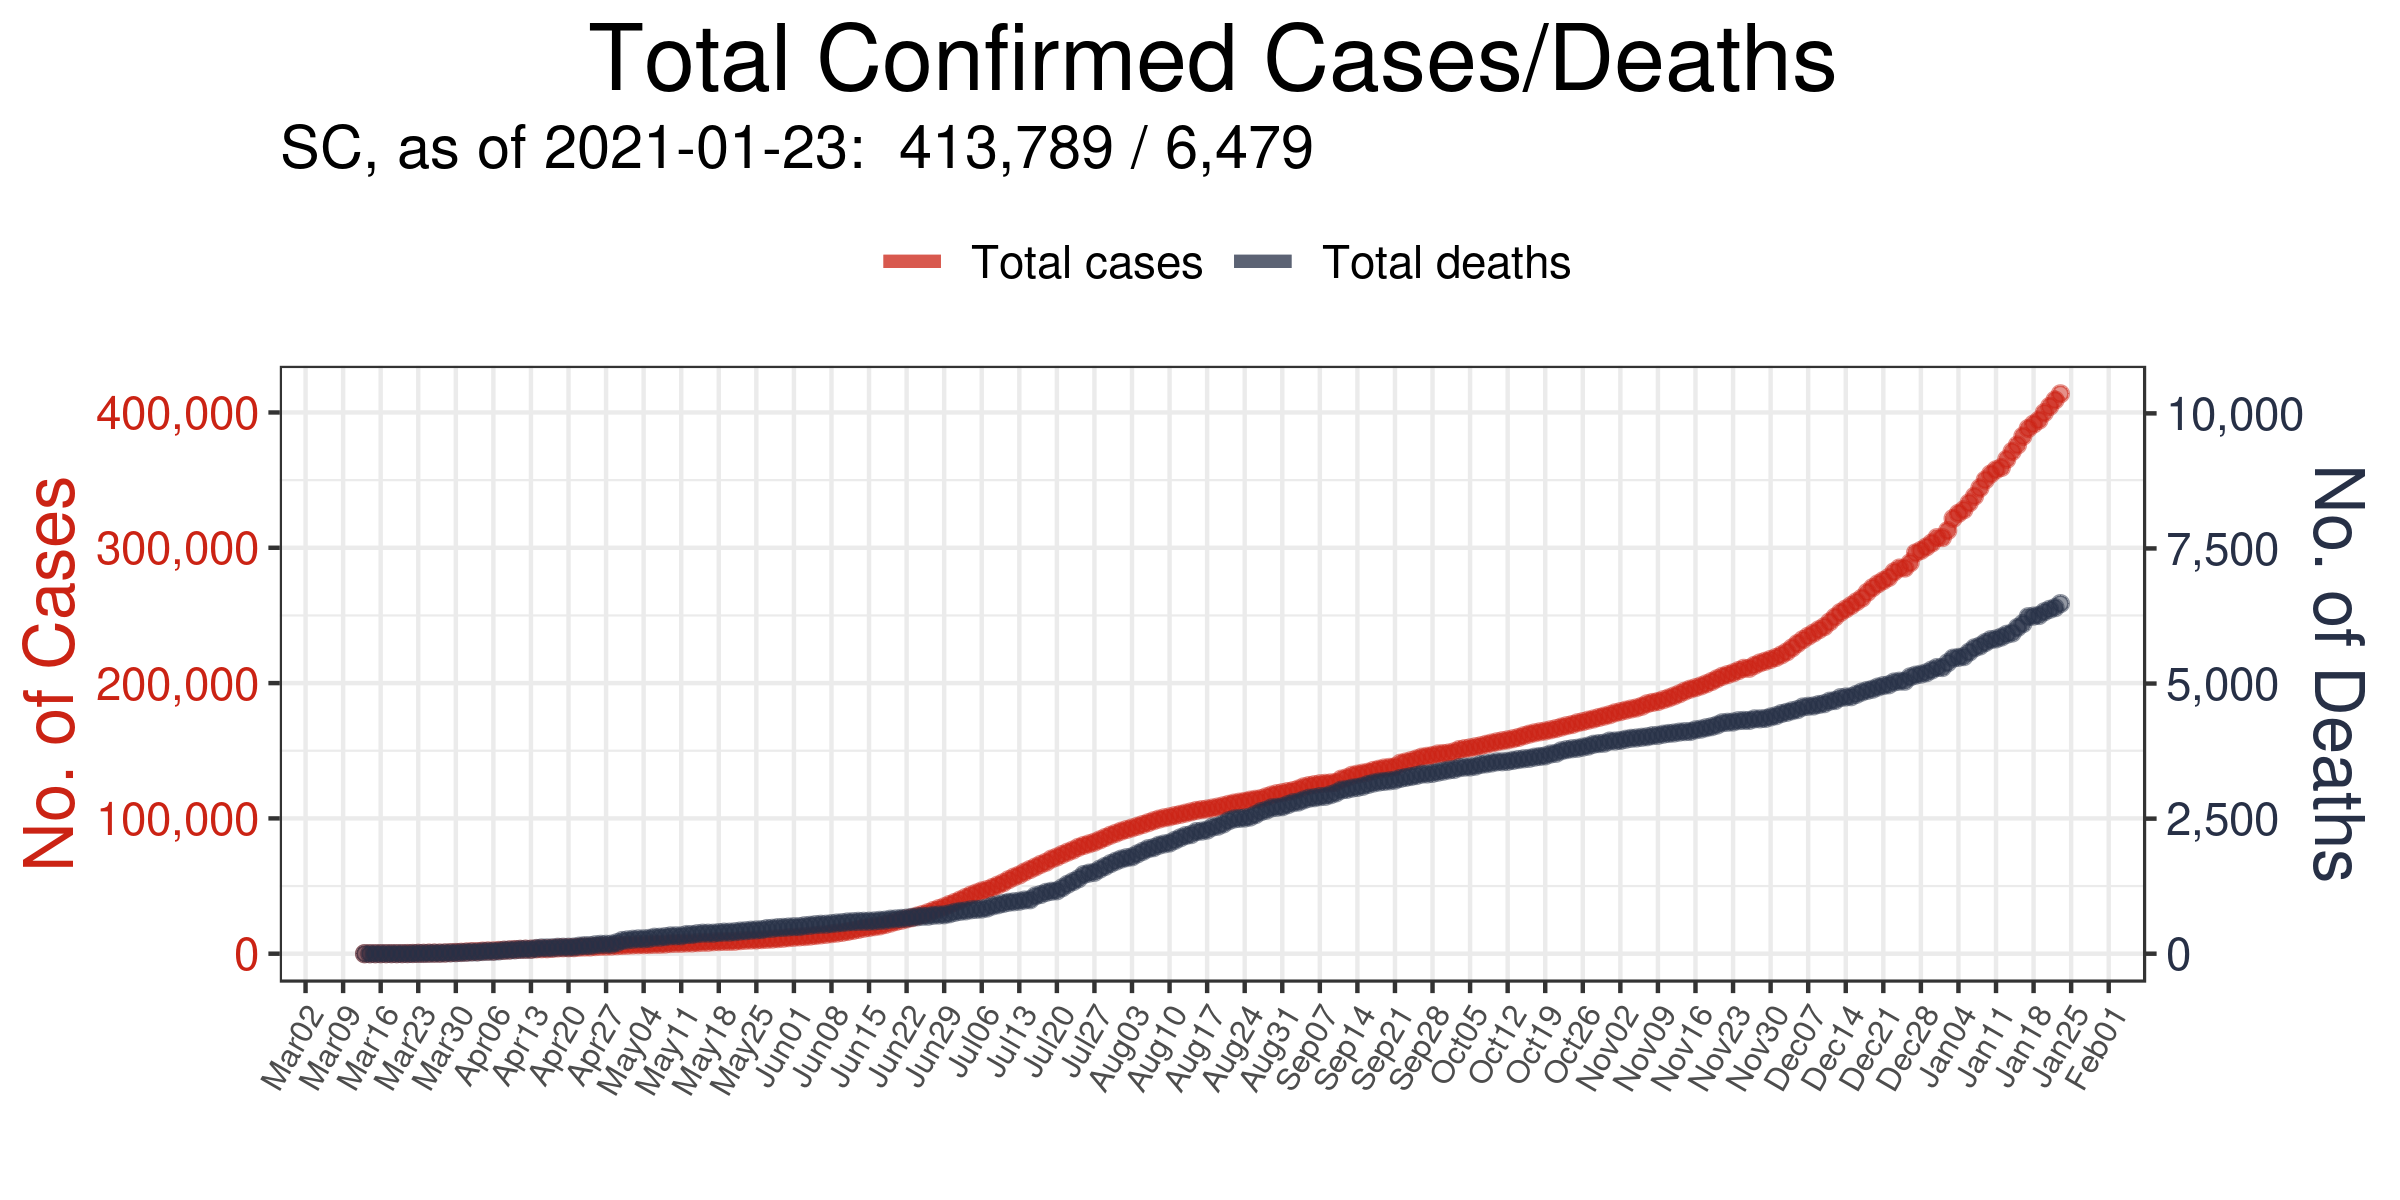 Total Confirmed Cases/Deaths
SC, as of 2021-01-23:  413,789 / 6,479
Total cases
Total deaths
No. of Cases
400,000
300,000
200,000
100,000
0
10,000
7,500
5,000
2,500
0
No. of Deaths
Mar02
Mar09
Mar16
Mar23
Mar30
Apr06
Apr13
Apr20
Apr27
May04
May11
May18
May25
Jun01
Jun08
Jun15
Jun22
Jun29
Jul06
Jul13
Jul20
Jul27
Aug03
Aug10
Aug17
Aug24
Aug31
Sep07
Sep14
Sep21
Sep28
Oct05
Oct12
Oct19
Oct26
Nov02
Nov09
Nov16
Nov23
Nov30
Dec07
Dec14
Dec21
Dec28
Jan04
Jan11
Jan18
Jan25
Feb01